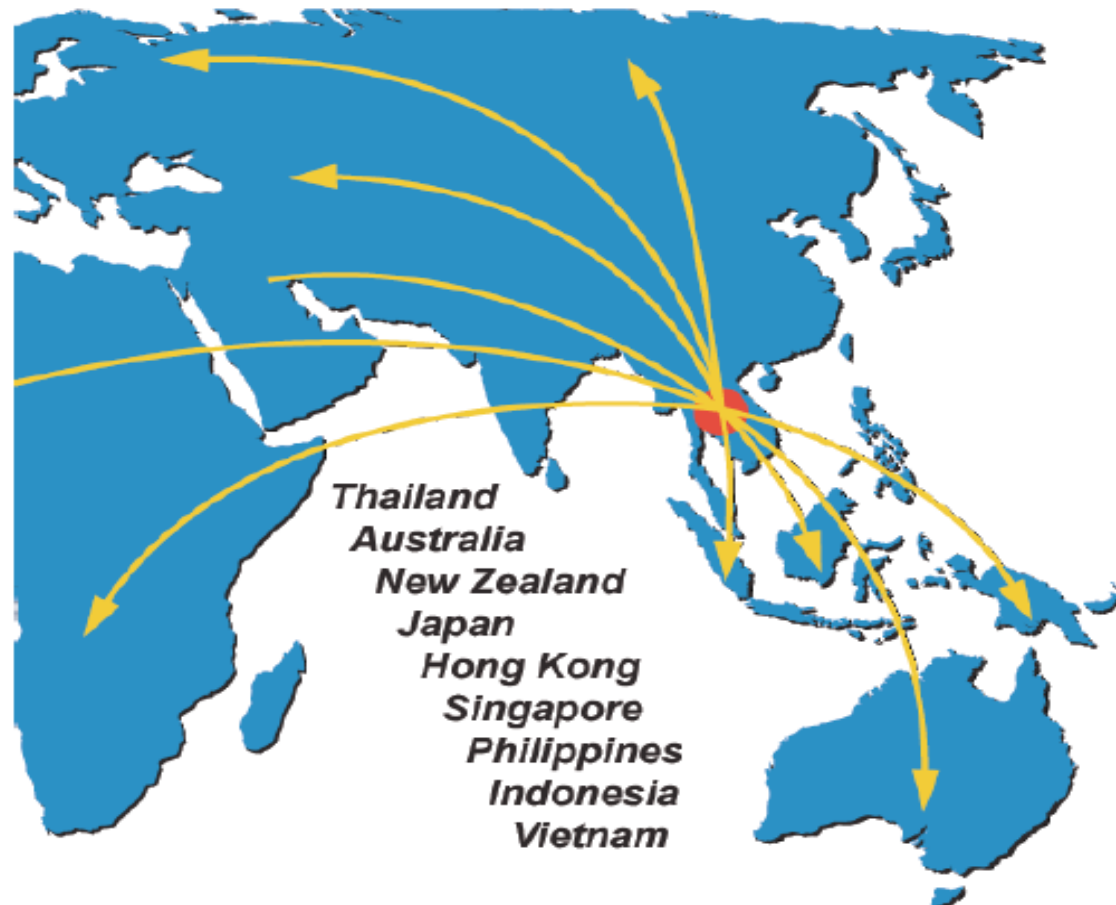 Thailand
Australia
New Zealand
Japan
Hong Kong
Singapore
Philippines
Indonesia
Vietnam